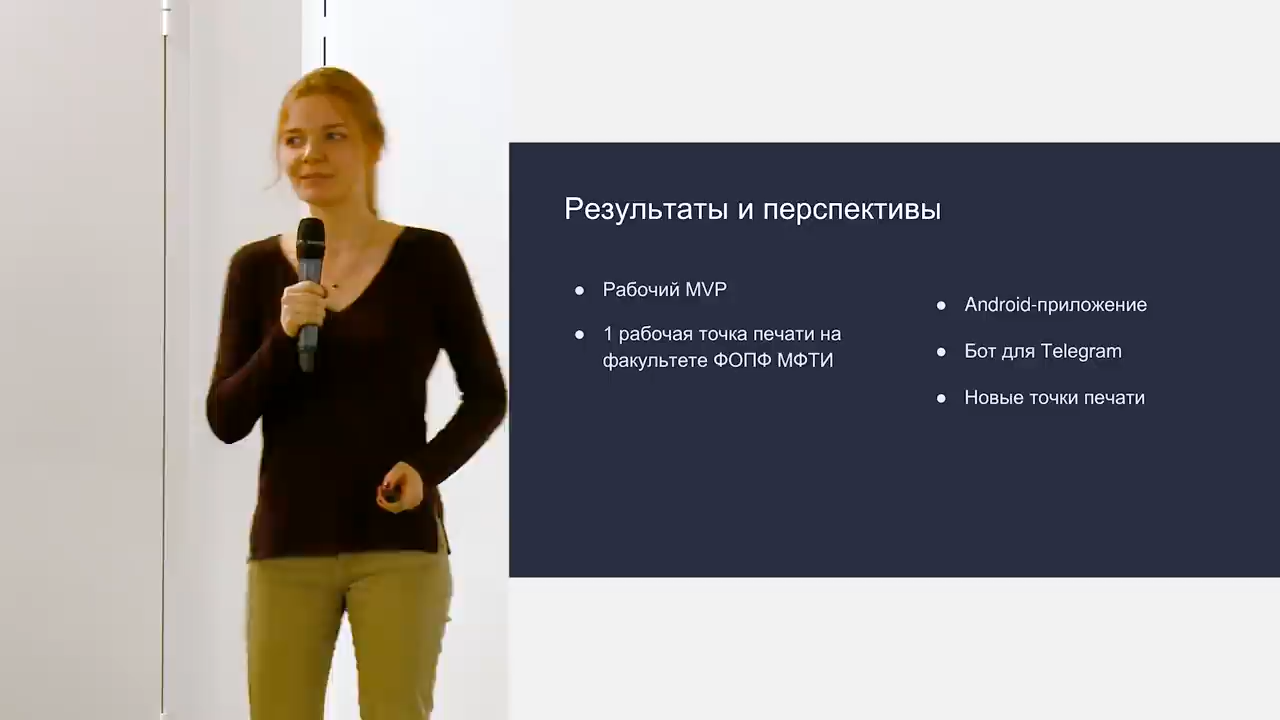 Результаты и перспективы
● Рабочий MVP
● 1 рабочая точка печати на
факультете ФОПФ МФТИ
● Android-приложение
● Бот для Telegram
● Новые точки печати